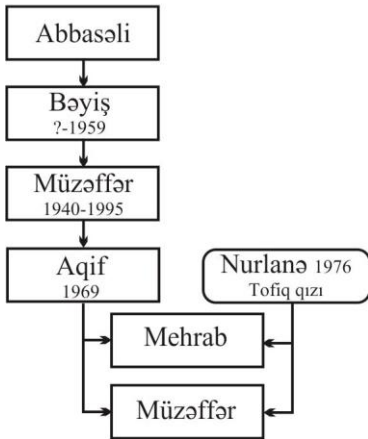 Abbasəli
Bəyiş
?-1959
Müzəffər
1940-1995
Aqif
1969
Nurlanə 1976
Tofiq qızı
Mehrab
Müzəffər